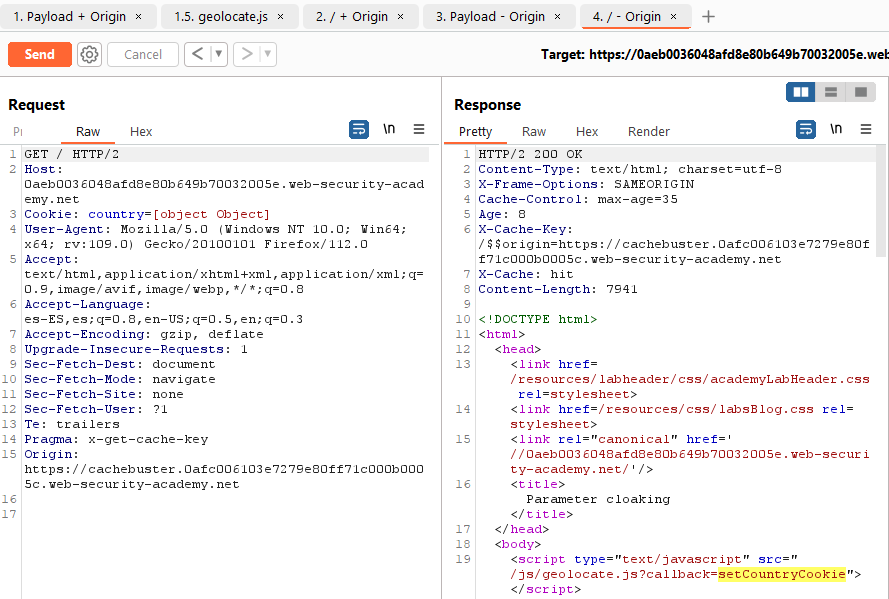 1. Payload + Origin ×
1.5. geolocate.js ×
2. / + Origin ×
3. Payload - Origin ×
4. / - Origin ×
+
Send
Cancel
<
>
Target: https://0aeb0036048afd8e80b649b70032005e.web
Request
Raw
Hex
\n
1 GET / HTTP/2
2 Host:
0aeb0036048afd8e80b649b70032005e.web-security-acad
emy.net
3 Cookie: country=[object Object]
4 User-Agent: Mozilla/5.0 (Windows NT 10.0; Win64;
x64; rv:109.0) Gecko/20100101 Firefox/112.0
5 Accept:
text/html,application/xhtml+xml,application/xml;q=
0.9,image/avif,image/webp,*/*;q=0.8
6 Accept-Language:
es-ES,es;q=0.8,en-US;q=0.5,en;q=0.3
7 Accept-Encoding: gzip, deflate
8 Upgrade-Insecure-Requests: 1
9 Sec-Fetch-Dest: document
10 Sec-Fetch-Mode: navigate
11 Sec-Fetch-Site: none
12 Sec-Fetch-User: ?1
13 Te: trailers
14 Pragma: x-get-cache-key
15 Origin:
https://cachebuster.0afc006103e7279e80ff71c000b000
5c.web-security-academy.net
16
17
Response
Pretty
Raw
Hex
Render
\n
1 HTTP/2 200 OK
2 Content-Type: text/html; charset=utf-8
3 X-Frame-Options: SAMEORIGIN
4 Cache-Control: max-age=35
5 Age: 8
6 X-Cache-Key:
/$$origin=https://cachebuster.0afc006103e7279e80f
f71c000b0005c.web-security-academy.net
7 X-Cache: hit
8 Content-Length: 7941
9
10 <!DOCTYPE html>
11 <html>
12 <head>
13 <link href=
/resources/labheader/css/academyLabHeader.css
rel=stylesheet>
14 <link href=/resources/css/labsBlog.css rel=
stylesheet>
15 <link rel="canonical" href='
//0aeb0036048afd8e80b649b70032005e.web-securi
ty-academy.net/'/>
16 <title>
Parameter cloaking
</title>
17 </head>
18 <body>
19 <script type="text/javascript" src="
/js/geolocate.js?callback=setCountryCookie">
</script>